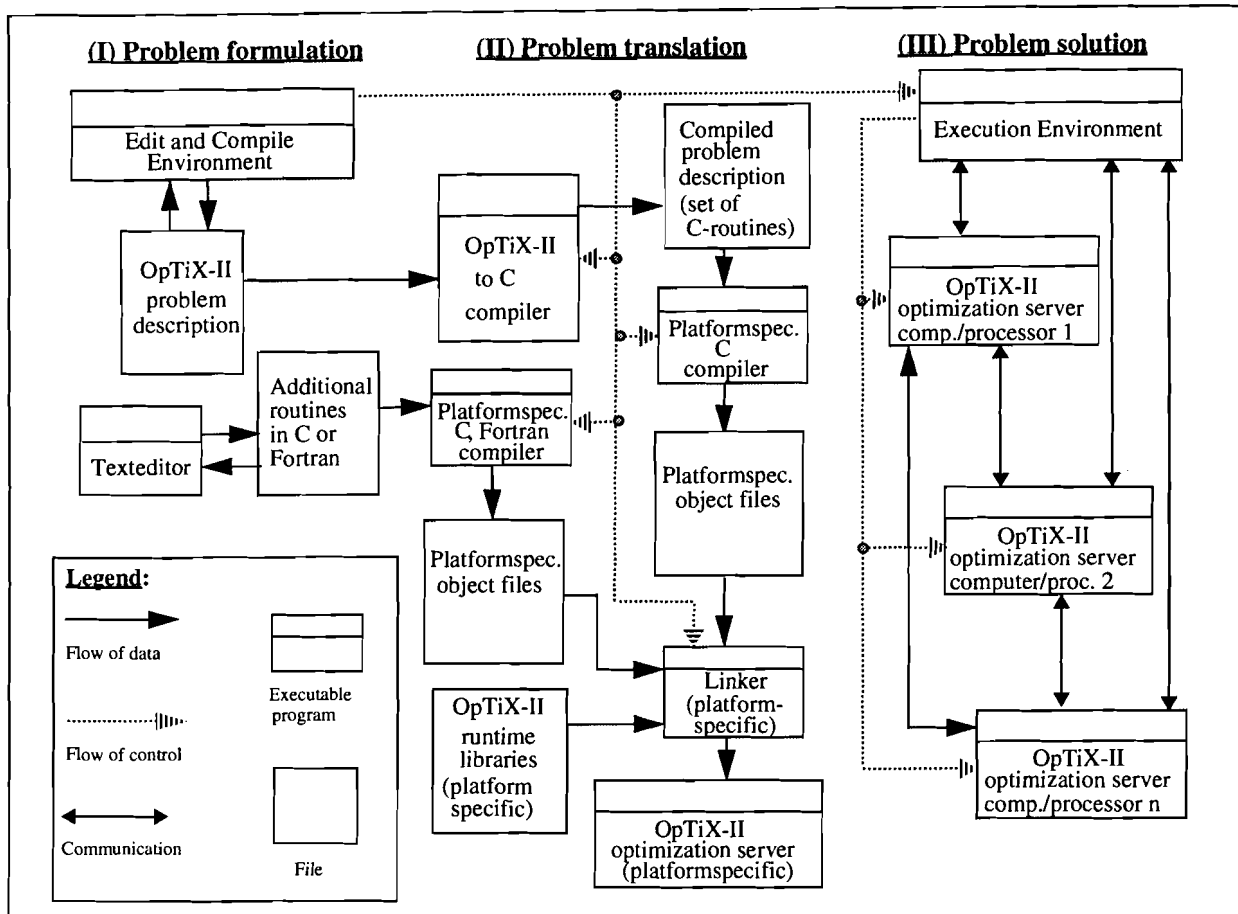 (I) Problem formulation
(II) Problem translation
(III) Problem solution
Edit and Compile
Environment
OpTiX-II
problem
description
Additional
routines
in C or
Fortran
Texteditor
OpTiX-II
to C
compiler
Compiled
problem
description
(set of
C-routines)
Platformspec.
C
compiler
Platformspec.
C, Fortran
compiler
Platformspec.
object files
Platformspec.
object files
OpTiX-II
runtime
libraries
(platform
specific)
Linker
(platform-
specific)
OpTiX-II
optimization server
(platformspecific)
Execution Environment
OpTiX-II
optimization server
comp./processor 1
OpTiX-II
optimization server
computer/proc. 2
OpTiX-II
optimization server
comp./processor n
Legend:
Flow of data
Flow of control
Communication
Executable
program
File